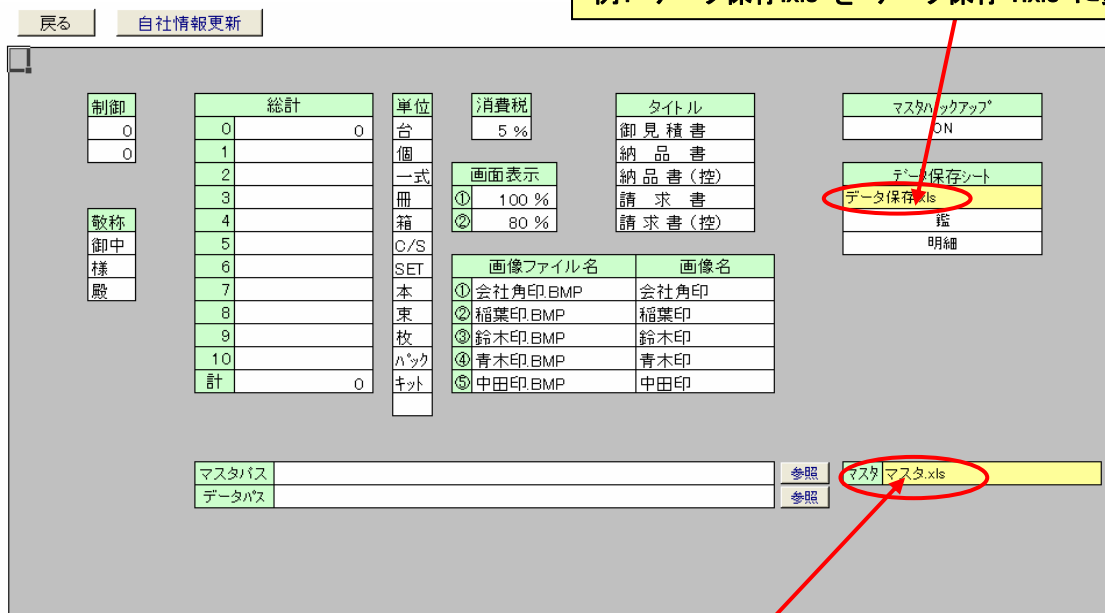 戻る 自社情報更新
制御
0
0
敬称
御中
様
殿
総計
0 0
1
2
3
4
5
6
7
8
9
10
計 0
単位
台
個
一式
冊
箱
C/S
SET
本
束
枚
ﾊﾟｯｸ
ｷｯﾄ
消費税
5 %
画面表示
① 100 %
② 80 %
タイトル
御 見 積 書
納 品 書
納 品 書 (控)
請 求 書
請 求 書 (控)
画像ファイル名 画像名
① 会社角印.BMP 会社角印
② 稲葉印.BMP 稲葉印
③ 鈴木印.BMP 鈴木印
④ 青木印.BMP 青木印
⑤ 中田印.BMP 中田印
ﾏｽﾀﾊﾞｯｸｱｯﾌﾟ
ON
ﾃﾞｰﾀ保存ｼｰﾄ
データ保存.xls
鑑
明細
マスタパス 参照
データパス 参照
マスタ マスタ.xls